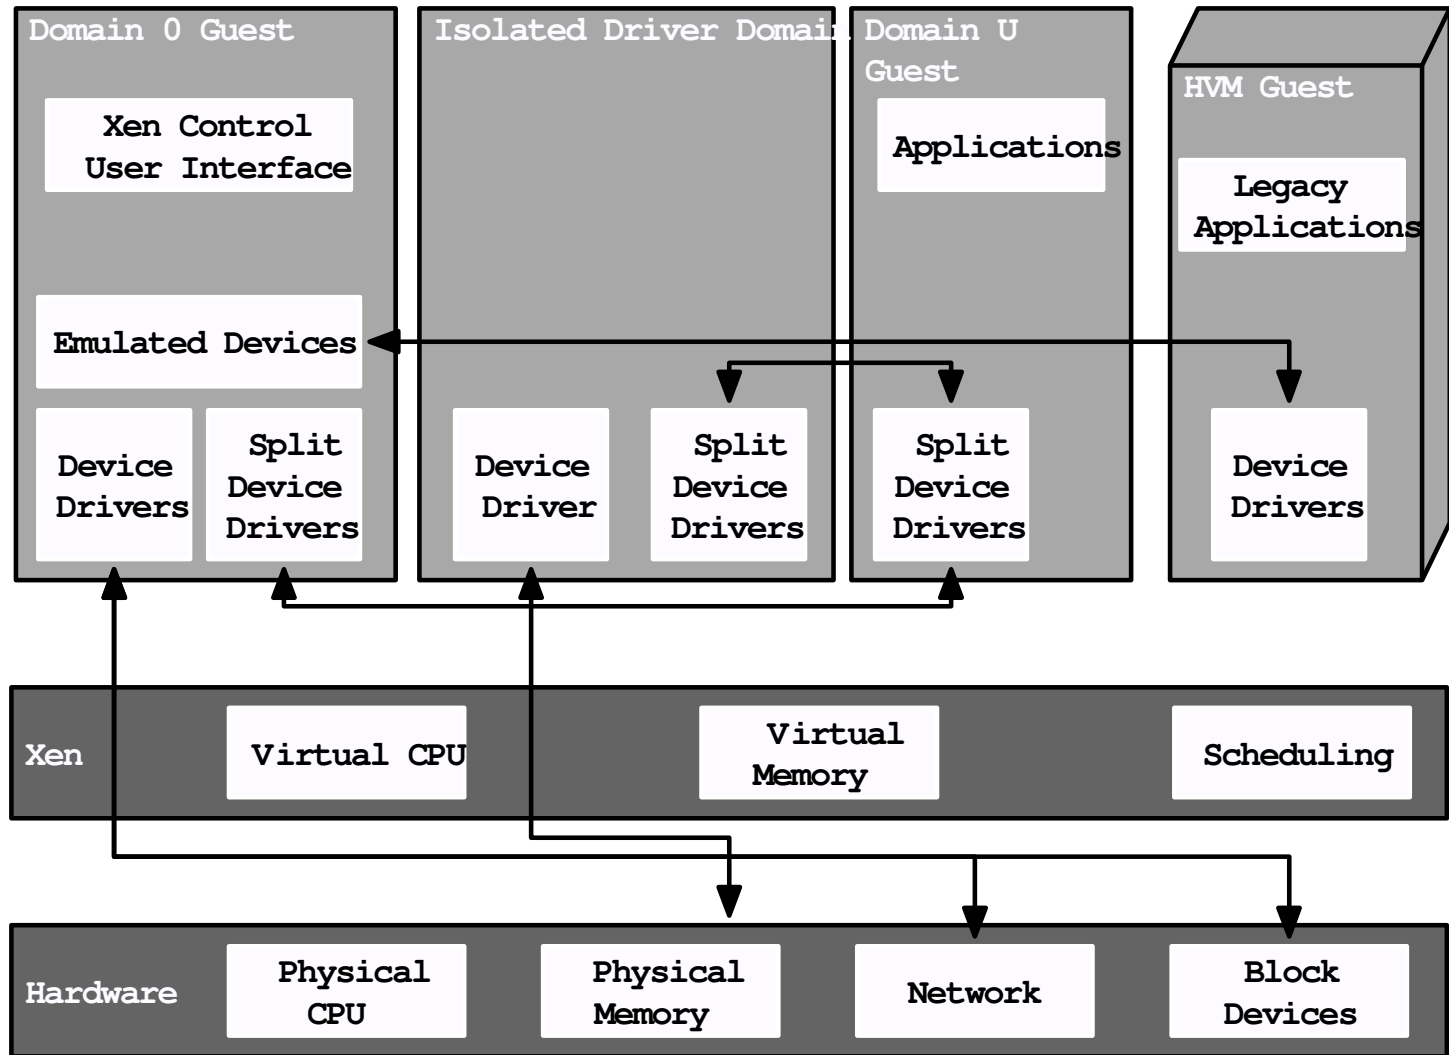 Domain 0 Guest
Xen Control
User Interface
Emulated Devices
Device
Drivers
Split
Device
Drivers
Isolated Driver Domain
Device
Driver
Split
Device
Drivers
Domain U
Guest
Applications
Split
Device
Drivers
HVM Guest
Legacy
Applications
Device
Drivers
Xen
Virtual CPU
Virtual
Memory
Scheduling
Hardware
Physical
CPU
Physical
Memory
Network
Block
Devices